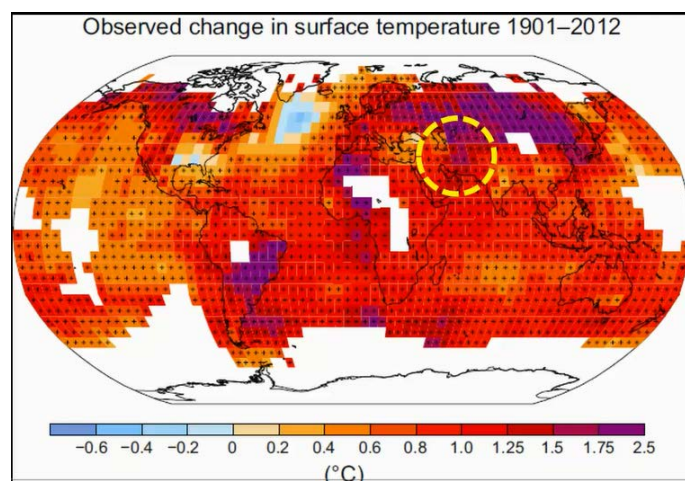 Observed change in surface temperature 1901–2012
−0.6 −0.4 −0.2 0 0.2 0.4 0.6 0.8 1.0 1.25 1.5 1.75 2.5
(°C)